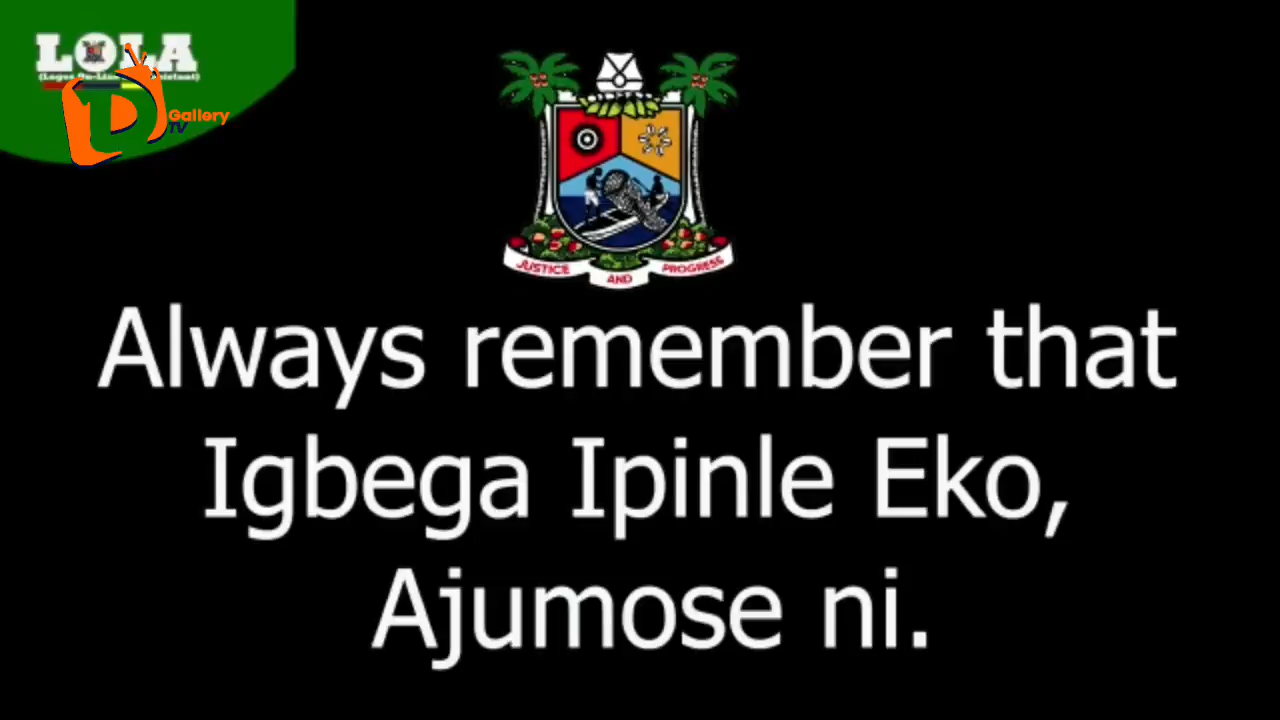 LOLA
Gallery
TV
JUSTICE AND PROGRESS
Always remember that
Igbega Ipinle Eko,
Ajumose ni.